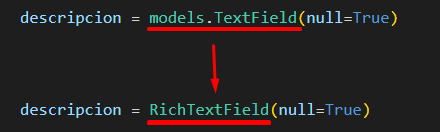 descripcion = models.TextField(null=True)
descripcion = RichTextField(null=True)